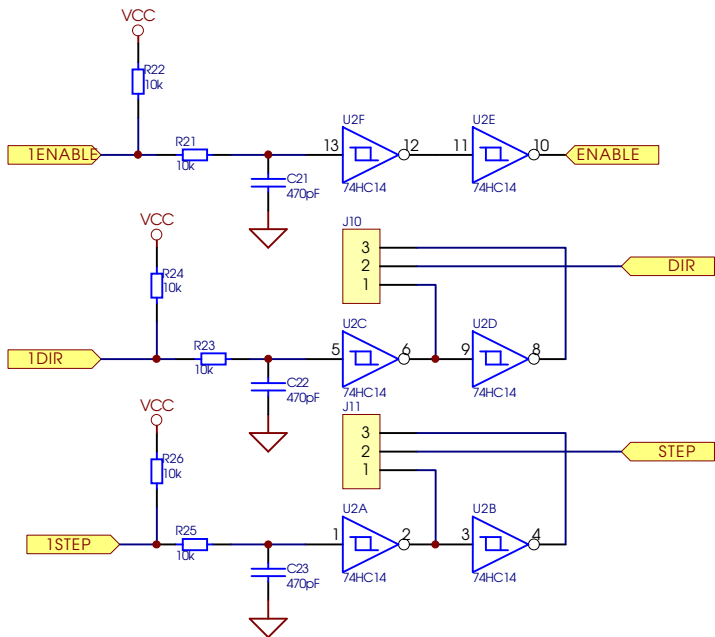 VCC
R22
10k
1ENABLE
R21
10k
C21
470pF
U2F
13
12
74HC14
U2E
11
10
74HC14
ENABLE
VCC
R24
10k
1DIR
R23
10k
C22
470pF
J10
3
2
1
DIR
U2C
5
6
74HC14
U2D
9
8
74HC14
VCC
R26
10k
1STEP
R25
10k
C23
470pF
J11
3
2
1
STEP
U2A
1
2
74HC14
U2B
3
4
74HC14